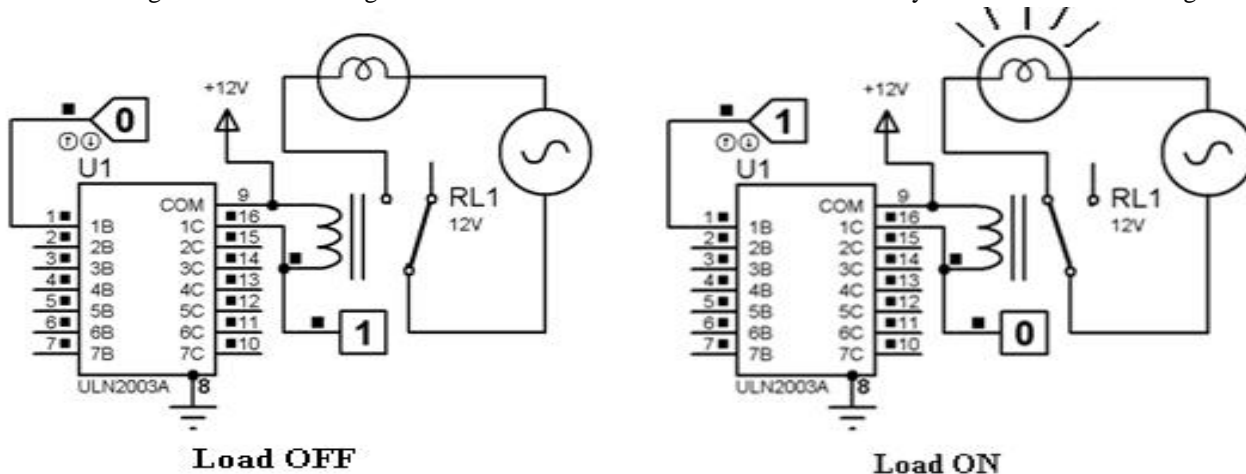 0
+12V
U1
9
COM
1 1B 1C 16
2 2B 2C 15
3 3B 3C 14
4 4B 4C 13
5 5B 5C 12
6 6B 6C 11
7 7B 7C 10
RL1
12V
1
ULN2003A 8
Load OFF
1
+12V
U1
9
COM
1 1B 1C 16
2 2B 2C 15
3 3B 3C 14
4 4B 4C 13
5 5B 5C 12
6 6B 6C 11
7 7B 7C 10
RL1
12V
0
ULN2003A 8
Load ON